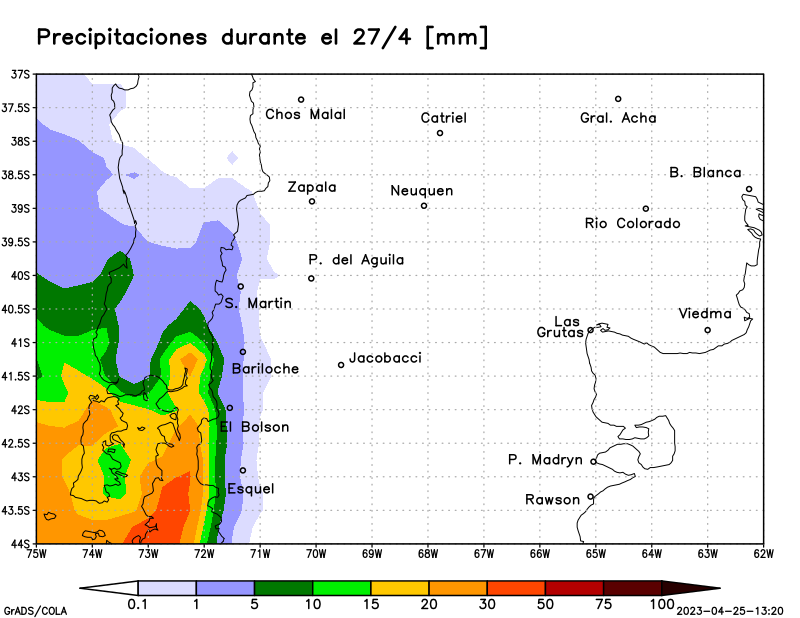 Precipitaciones durante el 27/4 [mm]
37S
37.5S
Chos Malal
Catriel
Gral. Acha
38S
38.5S
B. Blanca
Zapala
Neuquen
39S
Rio Colorado
39.5S
P. del Aguila
40S
S. Martin
40.5S
Las
Grutas
Viedma
41S
Bariloche
Jacobacci
41.5S
42S
El Bolson
42.5S
P. Madryn
43S
Esquel
Rawson
43.5S
44S
75W 74W 73W 72W 71W 70W 69W 68W 67W 66W 65W 64W 63W 62W
0.1 1 5 10 15 20 30 50 75 100
GrADS/COLA
2023-04-25-13:20